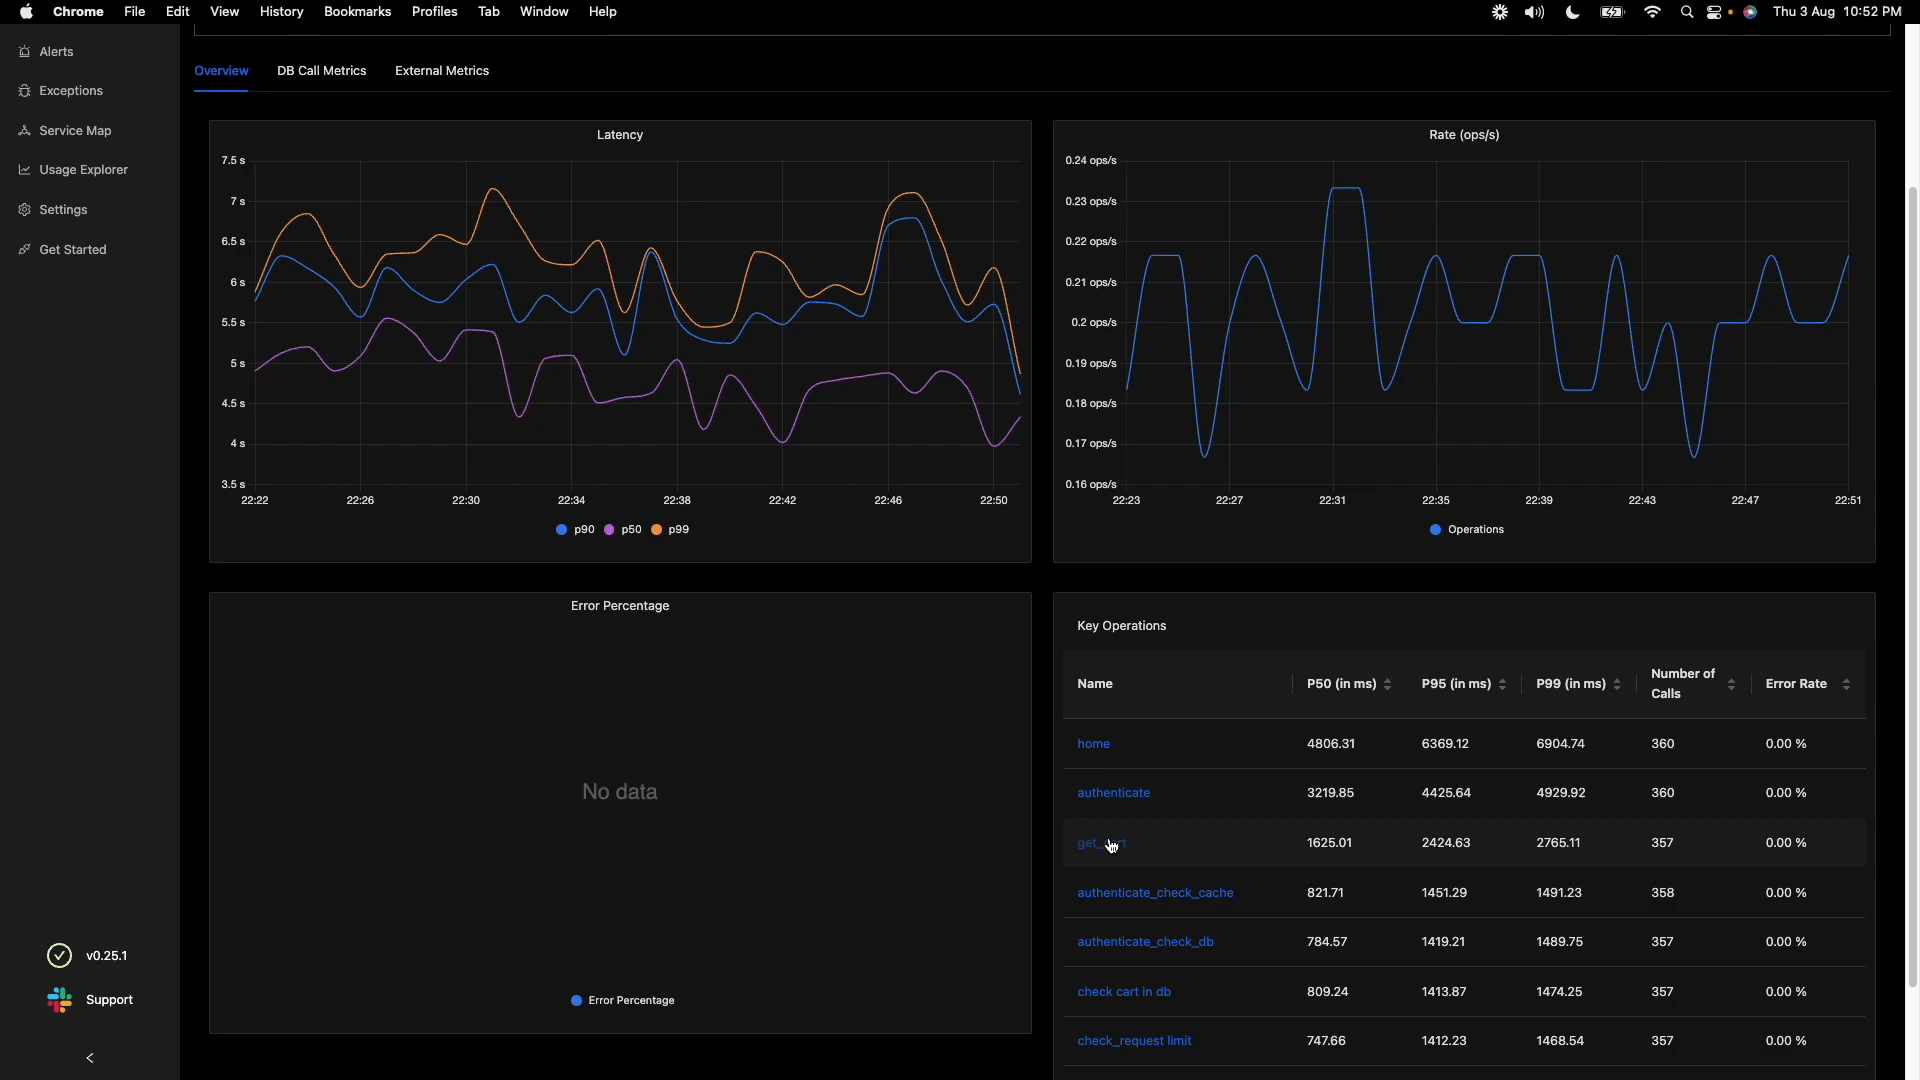 Chrome File Edit View History Bookmarks Profiles Tab Window Help Thu 3 Aug 10:52 PM
Alerts
Exceptions
Service Map
Usage Explorer
Settings
Get Started
v0.25.1
Support
Overview DB Call Metrics External Metrics
Latency
7.5 s
7 s
6.5 s
6 s
5.5 s
5 s
4.5 s
4 s
3.5 s
22:22 22:26 22:30 22:34 22:38 22:42 22:46 22:50
p90 p50 p99
Rate (ops/s)
0.24 ops/s
0.23 ops/s
0.22 ops/s
0.21 ops/s
0.2 ops/s
0.19 ops/s
0.18 ops/s
0.17 ops/s
0.16 ops/s
22:23 22:27 22:31 22:35 22:39 22:43 22:47 22:51
Operations
Error Percentage
No data
Error Percentage
Key Operations
Name P50 (in ms) P95 (in ms) P99 (in ms) Number of Calls Error Rate
home 4806.31 6369.12 6904.74 360 0.00 %
authenticate 3219.85 4425.64 4929.92 360 0.00 %
1625.01 2424.63 2765.11 357 0.00 %
authenticate_check_cache 821.71 1451.29 1491.23 358 0.00 %
authenticate_check_db 784.57 1419.21 1489.75 357 0.00 %
check cart in db 809.24 1413.87 1474.25 357 0.00 %
check_request limit 747.66 1412.23 1468.54 357 0.00 %